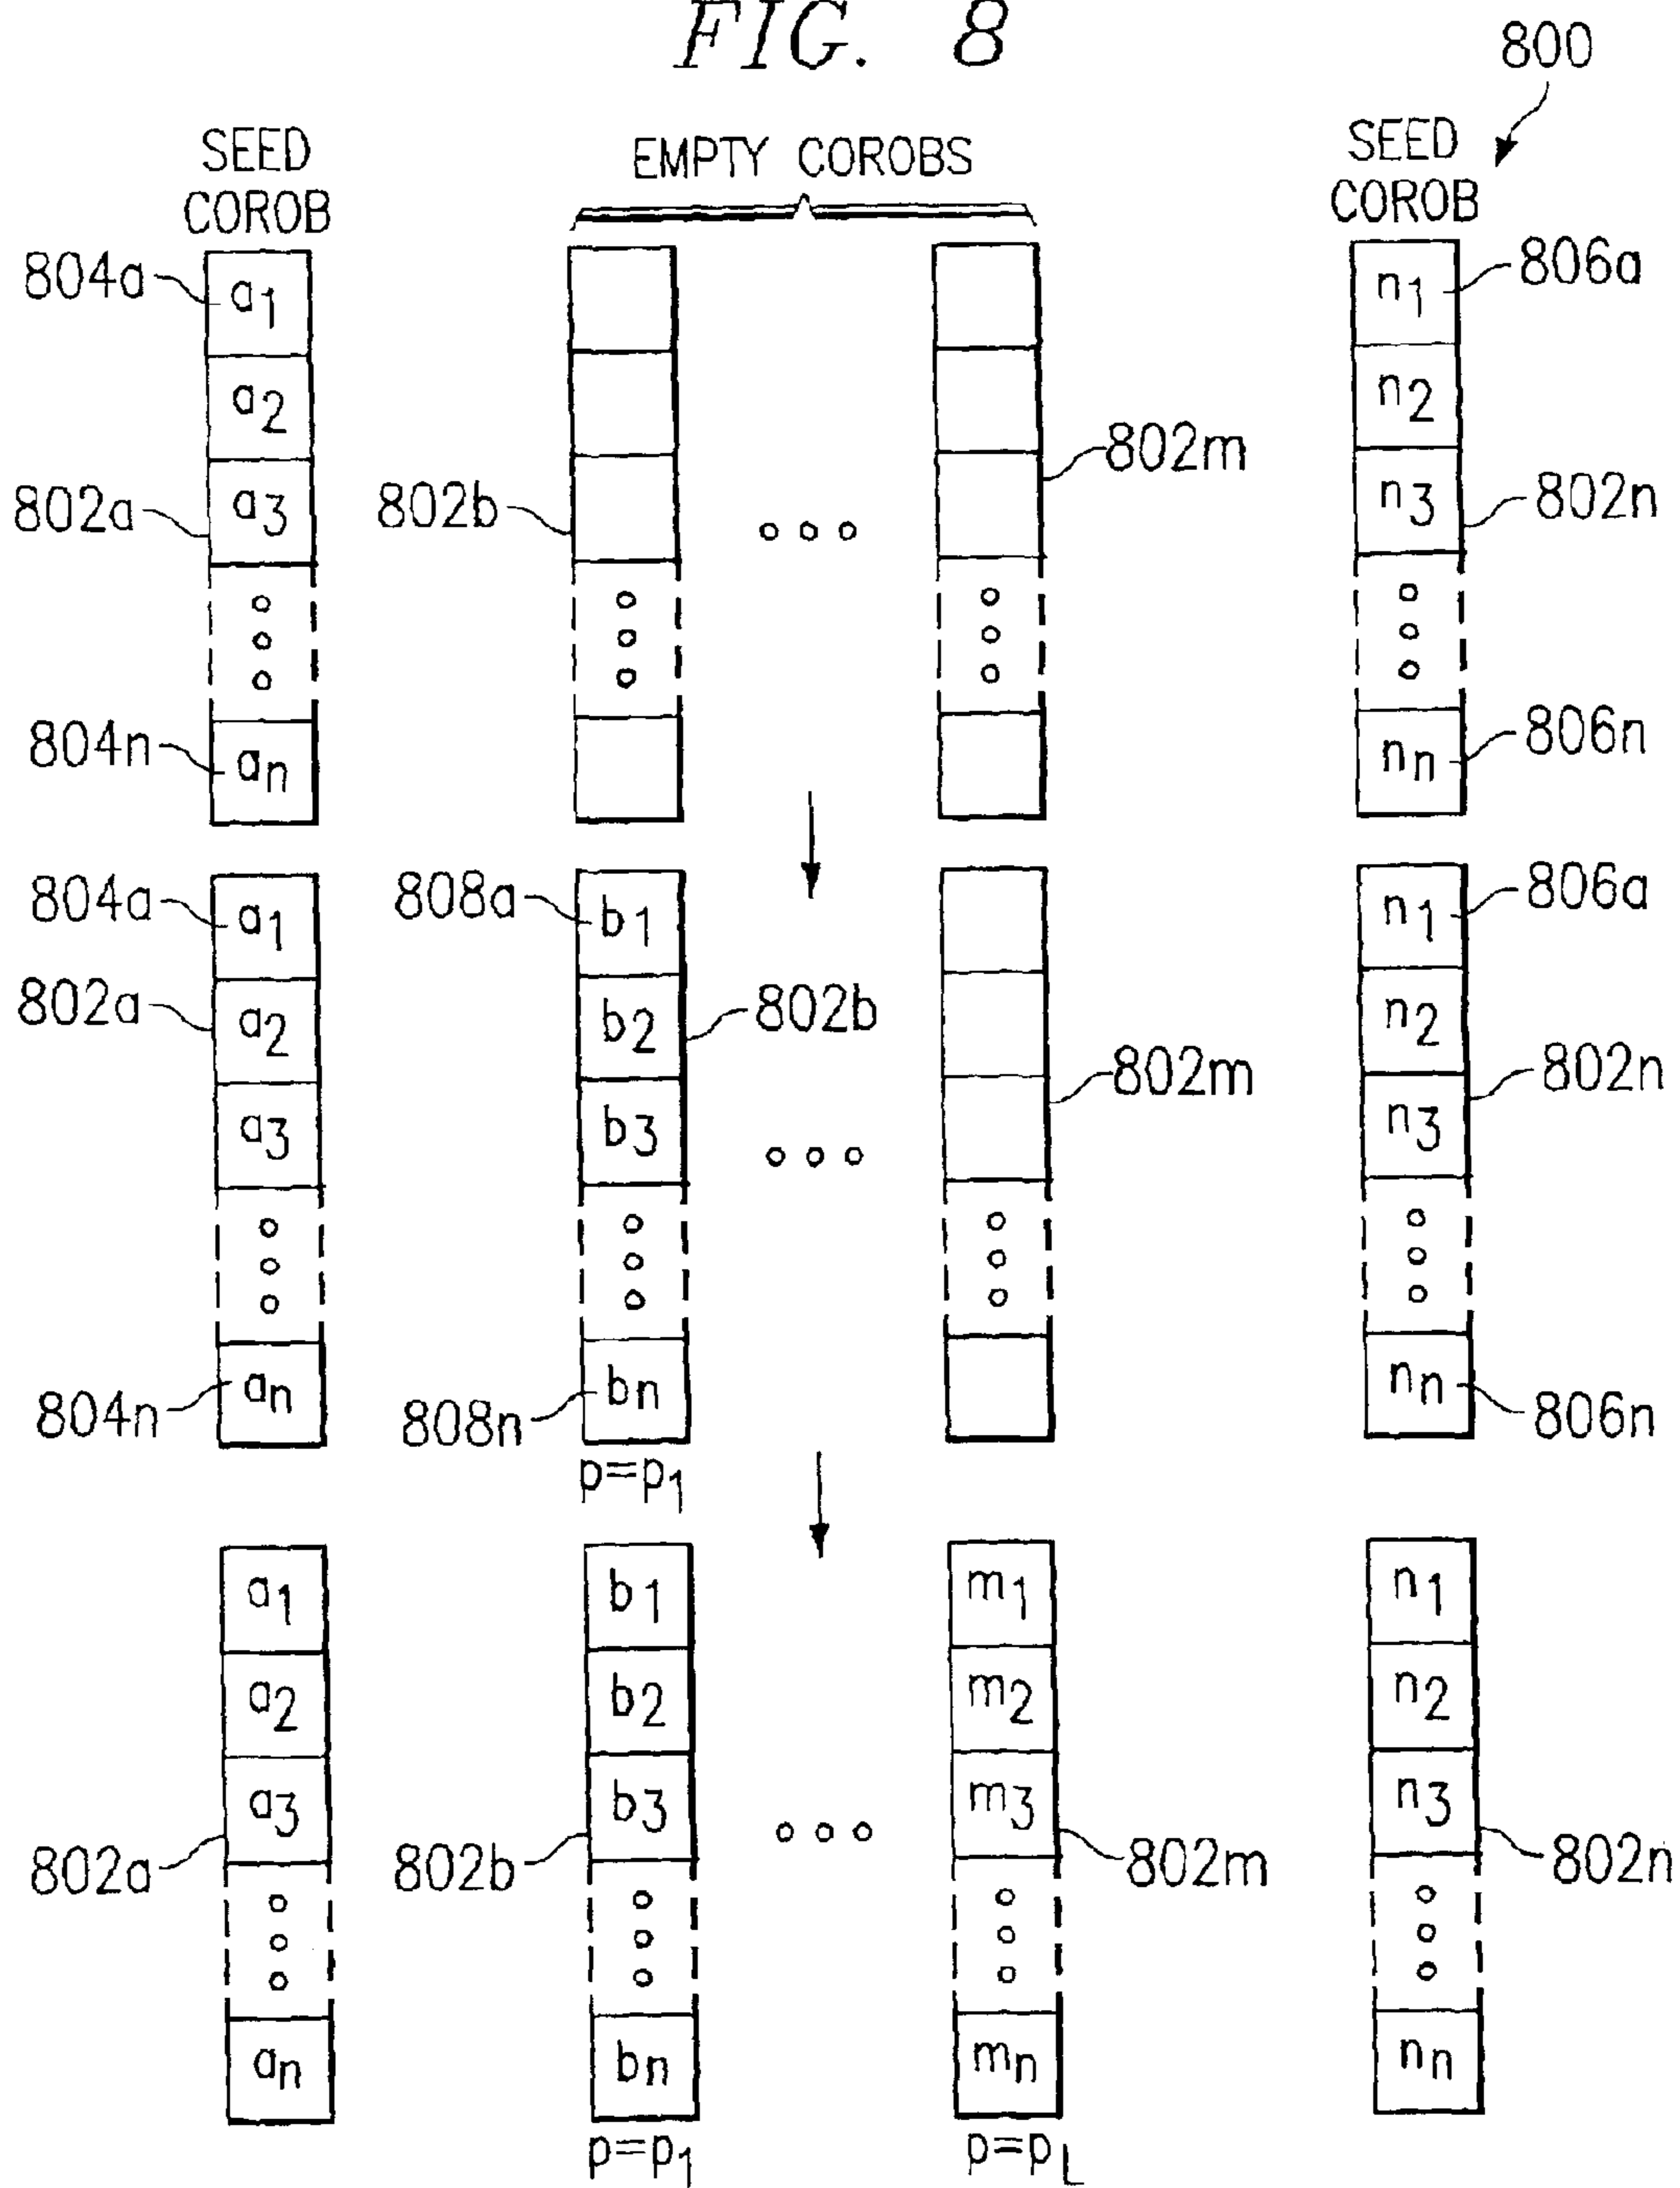 FIG. 8
800
SEED COROB
EMPTY COROBS
SEED COROB
804a
a1
n1
806a
a2
n2
802m
802a
a3
802b
n3
802n
804n
an
nn
806n
804a
a1
808a
b1
n1
806a
802a
a2
b2
802b
n2
802m
802n
a3
b3
n3
804n
an
808n
bn
nn
806n
p=p1
a1
b1
m1
n1
a2
b2
m2
n2
a3
b3
m3
n3
802a
802b
802m
802n
an
bn
mn
nn
p=p1
p=pL